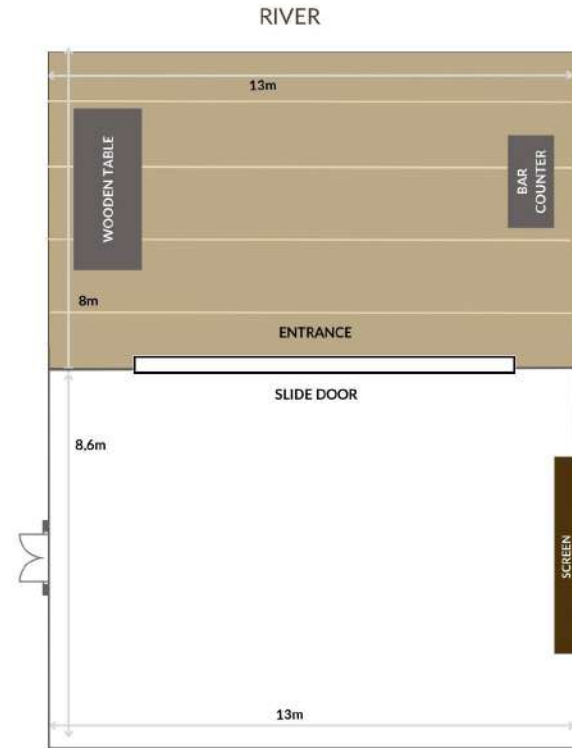 RIVER
13m
WOODEN TABLE
BAR
COUNTER
8m
ENTRANCE
SLIDE DOOR
8,6m
SCREEN
13m